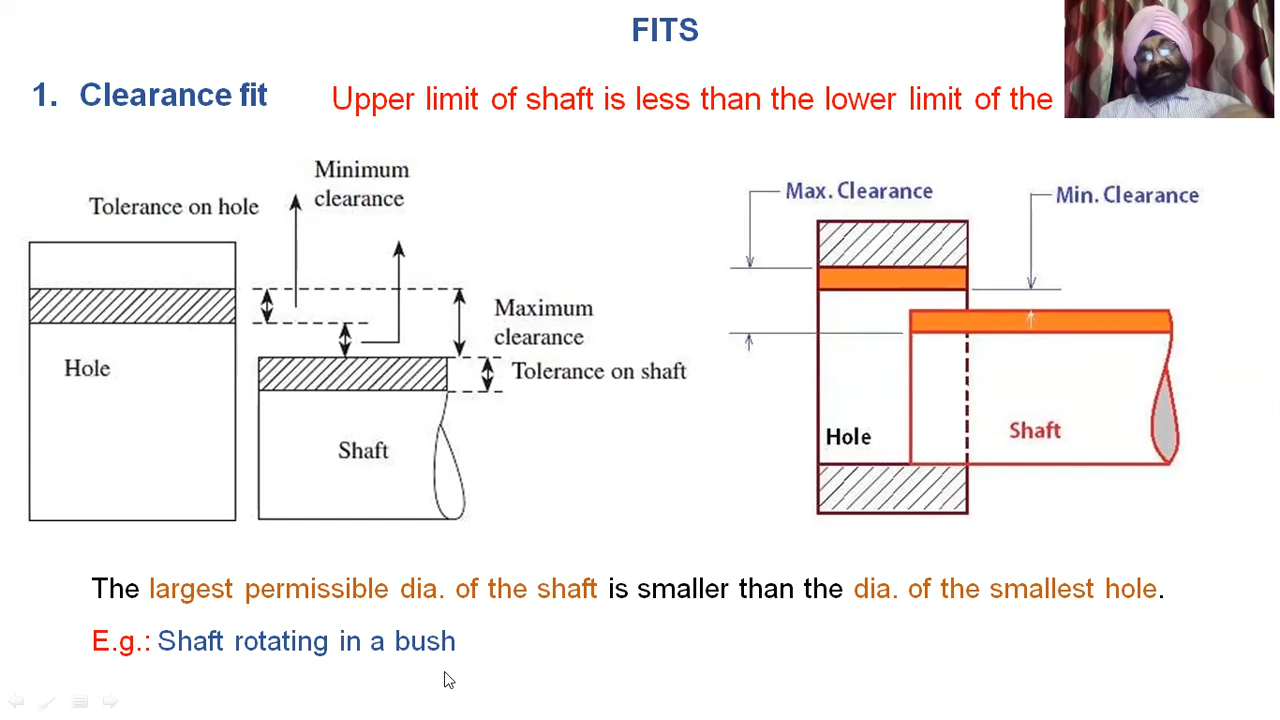 FITS
1. Clearance fit
Upper limit of shaft is less than the lower limit of the
Minimum
clearance
Tolerance on hole
Maximum
clearance
Tolerance on shaft
Hole
Shaft
Max. Clearance
Min. Clearance
Hole
Shaft
The largest permissible dia. of the shaft is smaller than the dia. of the smallest hole.
E.g.: Shaft rotating in a bush